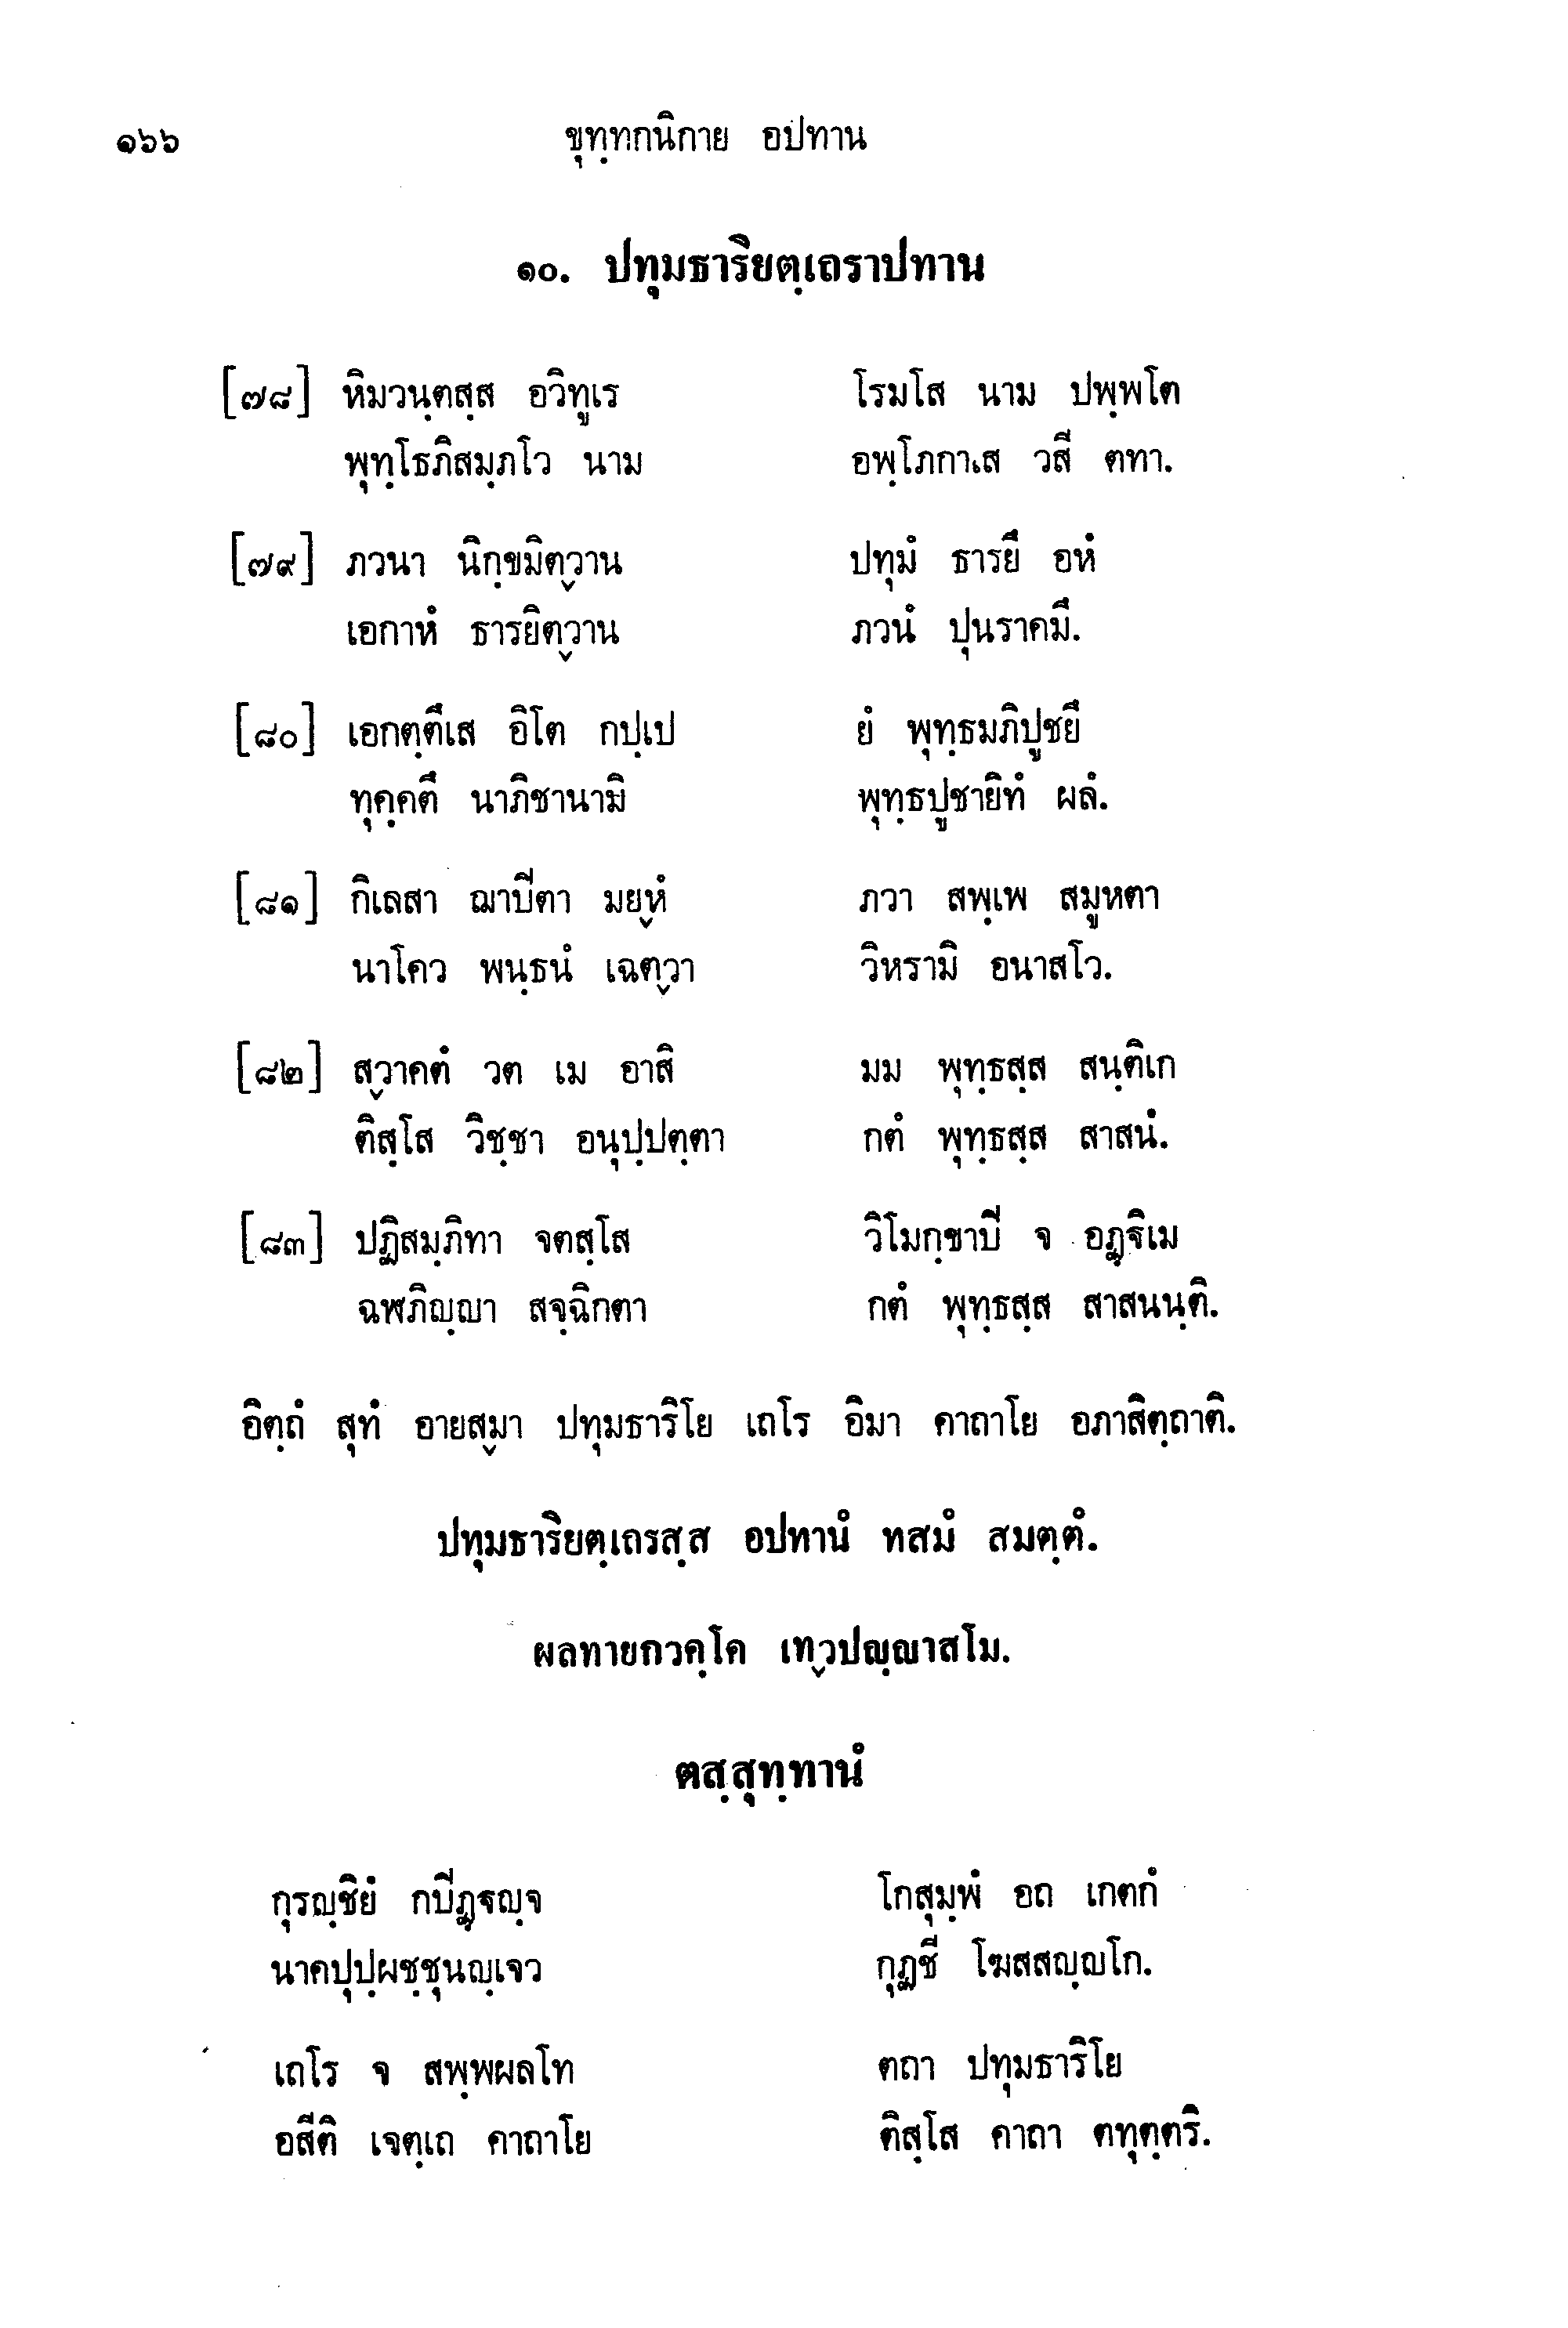 ๑๖๖ ขุทฺทกนิกาย อปทาน
๑๐. ปทุมธาริยตฺเถราปทาน
[๗๘] หิมวนฺตสฺส อวิทูเร โรมโส นาม ปพฺพโต
พุทฺโธภิสมฺภโว นาม อพฺโภกาเส วสี ตทา.
[๗๙] ภวนา นิกฺขมิตฺวาน ปทุมํ ธารยึ อหํ
เอกาหํ ธารยิตฺวาน ภวนํ ปุนราคมึ.
[๘๐] เอกตฺตึเส อิโต กปฺเป ยํ พุทฺธมภิปูชยึ
ทุคฺคตึ นาภิชานามิ พุทฺธปูชายิทํ ผลํ.
[๘๑] กิเลสา ฌาปิตา มยฺหํ ภวา สพฺเพ สมูหตา
นาโคว พนฺธนํ เฉตฺวา วิหรามิ อนาสโว.
[๘๒] สฺวาคตํ วต เม อาสิ มม พุทฺธสฺส สนฺติเก
ติสฺโส วิชฺชา อนุปฺปตฺตา กตํ พุทฺธสฺส สาสนํ.
[๘๓] ปฏิสมฺภิทา จตสฺโส วิโมกฺขาปิ จ อฏฺฐิเม
ฉฬภิญฺญา สจฺฉิกตา กตํ พุทฺธสฺส สาสนนฺติ.
อิตฺถํ สุทํ อายสฺมา ปทุมธาริโย เถโร อิมา คาถาโย อภาสิตฺถาติ.
ปทุมธาริยตฺเถรสฺส อปทานํ ทสมํ สมตฺตํ.
ผลทายกวคฺโค เทฺวปญฺญาสโม.
ตสฺสุทฺทานํ
กุรญฺชิยํ กปิฏฺฐญฺจ โกสุมฺพํ อถ เกตกํ
นาคปุปฺผชฺชุนญฺเจว กุฏชี โฆสสญฺญโก.
เถโร จ สพฺพผลโท ตถา ปทุมธาริโย
อสีติ เจตฺเถ คาถาโย ติสฺโส คาถา ตทุตฺตริ.